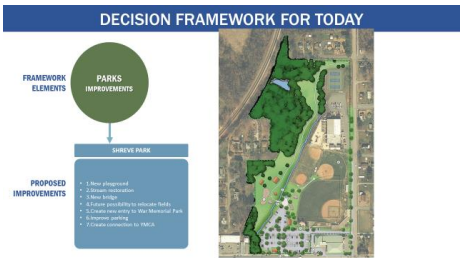 DECISION FRAMEWORK FOR TODAY
FRAMEWORK
ELEMENTS
PARKS
IMPROVEMENTS
SHREVE PARK
PROPOSED
IMPROVEMENTS
• 1.New playground
• 2.Stream restoration
• 3.New bridge
• 4.Future possibility to relocate fields
• 5.Create new entry to War Memorial Park
• 6.Improve parking
• 7.Create connection to YMCA